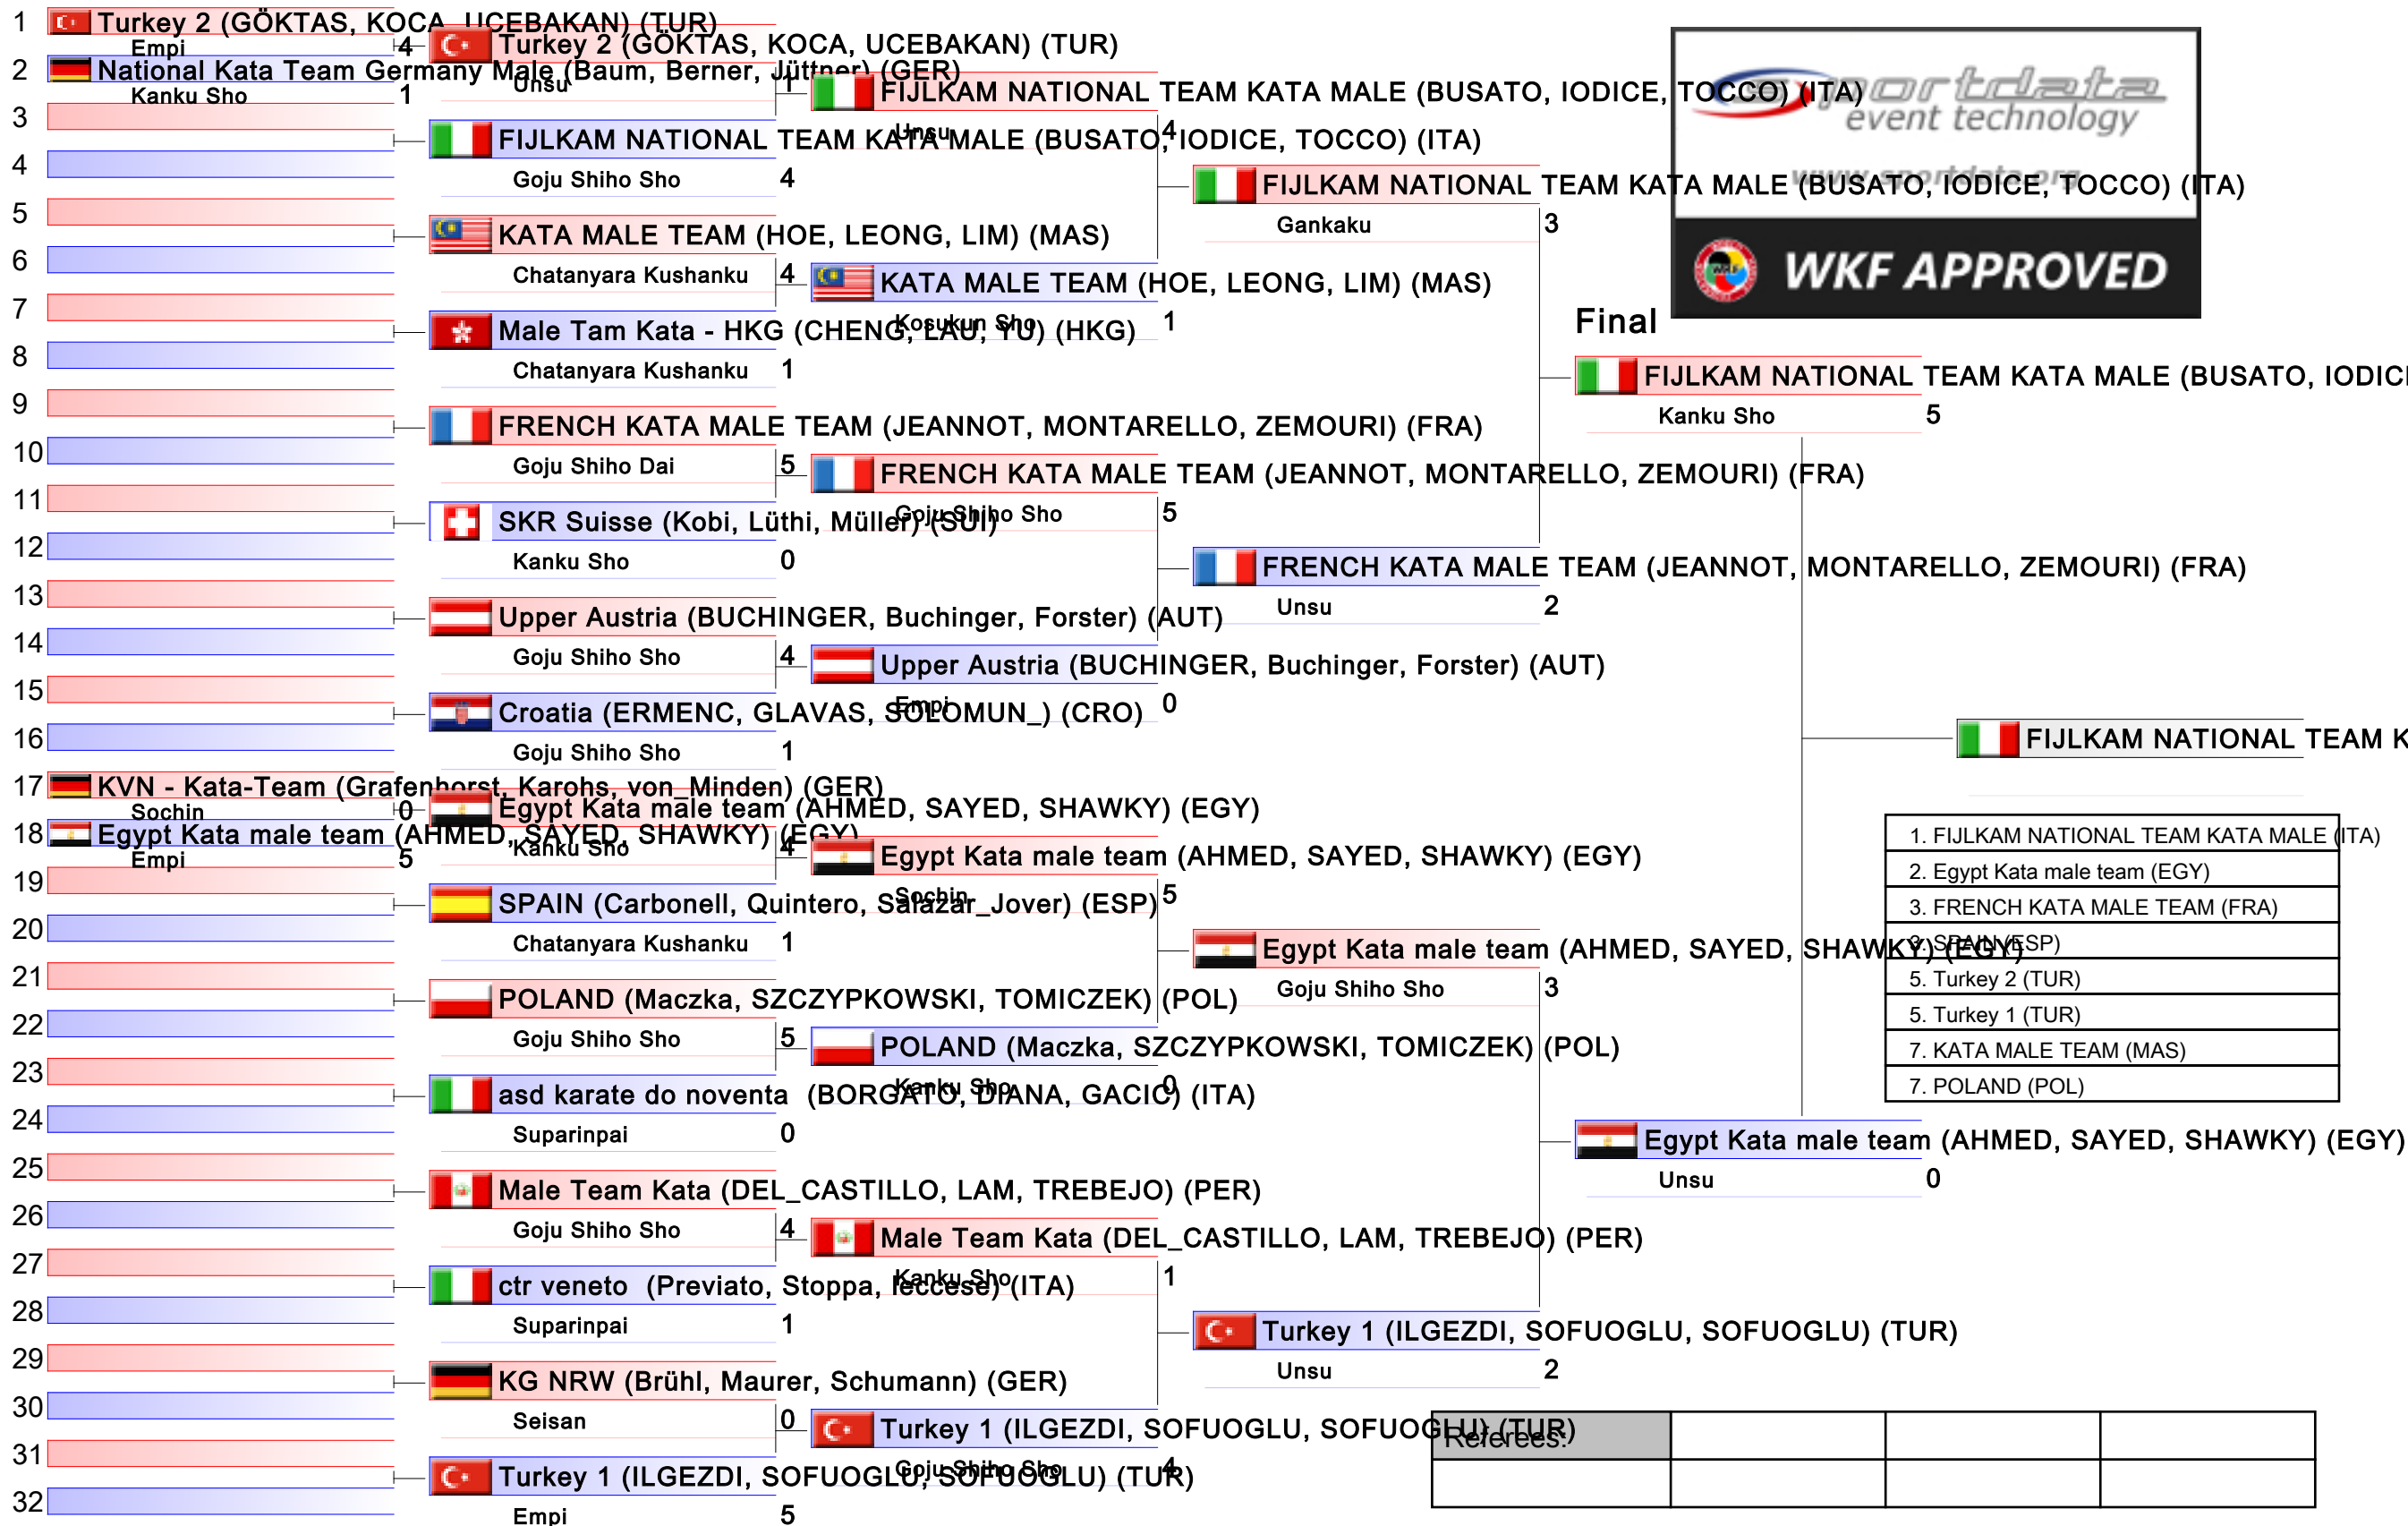 1 Turkey 2 (GÖKTAS, KOCA, UCEBAKAN) (TUR)
Empi 4
2 National Kata Team Germany Male (Baum, Berner, Jüttner) (GER)
Kanku Sho 1
3
4
5
6
7
8
9
10
11
12
13
14
15
16
17 KVN - Kata-Team (Grafenhorst, Karohs, von_Minden) (GER)
Sochin 0
18 Egypt Kata male team (AHMED, SAYED, SHAWKY) (EGY)
Empi 5
19
20
21
22
23
24
25
26
27
28
29
30
31
32
Turkey 2 (GÖKTAS, KOCA, UCEBAKAN) (TUR)
Unsu 1
FIJLKAM NATIONAL TEAM KATA MALE (BUSATO, IODICE, TOCCO) (ITA)
Goju Shiho Sho 4
KATA MALE TEAM (HOE, LEONG, LIM) (MAS)
Chatanyara Kushanku 4
Male Tam Kata - HKG (CHENG, LAU, YU) (HKG)
Chatanyara Kushanku 1
FRENCH KATA MALE TEAM (JEANNOT, MONTARELLO, ZEMOURI) (FRA)
Goju Shiho Dai 5
SKR Suisse (Kobi, Lüthi, Müller) (SUI)
Kanku Sho 0
Upper Austria (BUCHINGER, Buchinger, Forster) (AUT)
Goju Shiho Sho 4
Croatia (ERMENC, GLAVAS, SOLOMUN_) (CRO)
Goju Shiho Sho 1
Egypt Kata male team (AHMED, SAYED, SHAWKY) (EGY)
Kanku Sho 4
SPAIN (Carbonell, Quintero, Salazar_Jover) (ESP)
Chatanyara Kushanku 1
POLAND (Maczka, SZCZYPKOWSKI, TOMICZEK) (POL)
Goju Shiho Sho 5
asd karate do noventa (BORGATO, DIANA, GACIC) (ITA)
Suparinpai 0
Male Team Kata (DEL_CASTILLO, LAM, TREBEJO) (PER)
Goju Shiho Sho 4
ctr veneto (Previato, Stoppa, leccese) (ITA)
Suparinpai 1
KG NRW (Brühl, Maurer, Schumann) (GER)
Seisan 0
Turkey 1 (ILGEZDI, SOFUOGLU, SOFUOGLU) (TUR)
Empi 5
FIJLKAM NATIONAL TEAM KATA MALE (BUSATO, IODICE, TOCCO) (ITA)
Unsu 4
KATA MALE TEAM (HOE, LEONG, LIM) (MAS)
Kosukun Sho 1
FRENCH KATA MALE TEAM (JEANNOT, MONTARELLO, ZEMOURI) (FRA)
Goju Shiho Sho 5
Upper Austria (BUCHINGER, Buchinger, Forster) (AUT)
Empi 0
Egypt Kata male team (AHMED, SAYED, SHAWKY) (EGY)
Sochin 5
POLAND (Maczka, SZCZYPKOWSKI, TOMICZEK) (POL)
Kanku Sho 0
Male Team Kata (DEL_CASTILLO, LAM, TREBEJO) (PER)
Kanku Sho 1
Turkey 1 (ILGEZDI, SOFUOGLU, SOFUOGLU) (TUR)
Goju Shiho Sho 4
FIJLKAM NATIONAL TEAM KATA MALE (BUSATO, IODICE, TOCCO) (ITA)
Gankaku 3
FRENCH KATA MALE TEAM (JEANNOT, MONTARELLO, ZEMOURI) (FRA)
Unsu 2
Egypt Kata male team (AHMED, SAYED, SHAWKY) (EGY)
Goju Shiho Sho 3
Turkey 1 (ILGEZDI, SOFUOGLU, SOFUOGLU) (TUR)
Unsu 2
sportdata
event technology
www.sportdata.org
WKF
WKF APPROVED
Final
FIJLKAM NATIONAL TEAM KATA MALE (BUSATO, IODICE
Kanku Sho 5
Egypt Kata male team (AHMED, SAYED, SHAWKY) (EGY)
Unsu 0
FIJLKAM NATIONAL TEAM K
1. FIJLKAM NATIONAL TEAM KATA MALE (ITA)
2. Egypt Kata male team (EGY)
3. FRENCH KATA MALE TEAM (FRA)
3. SPAIN (ESP)
5. Turkey 2 (TUR)
5. Turkey 1 (TUR)
7. KATA MALE TEAM (MAS)
7. POLAND (POL)
Referees: